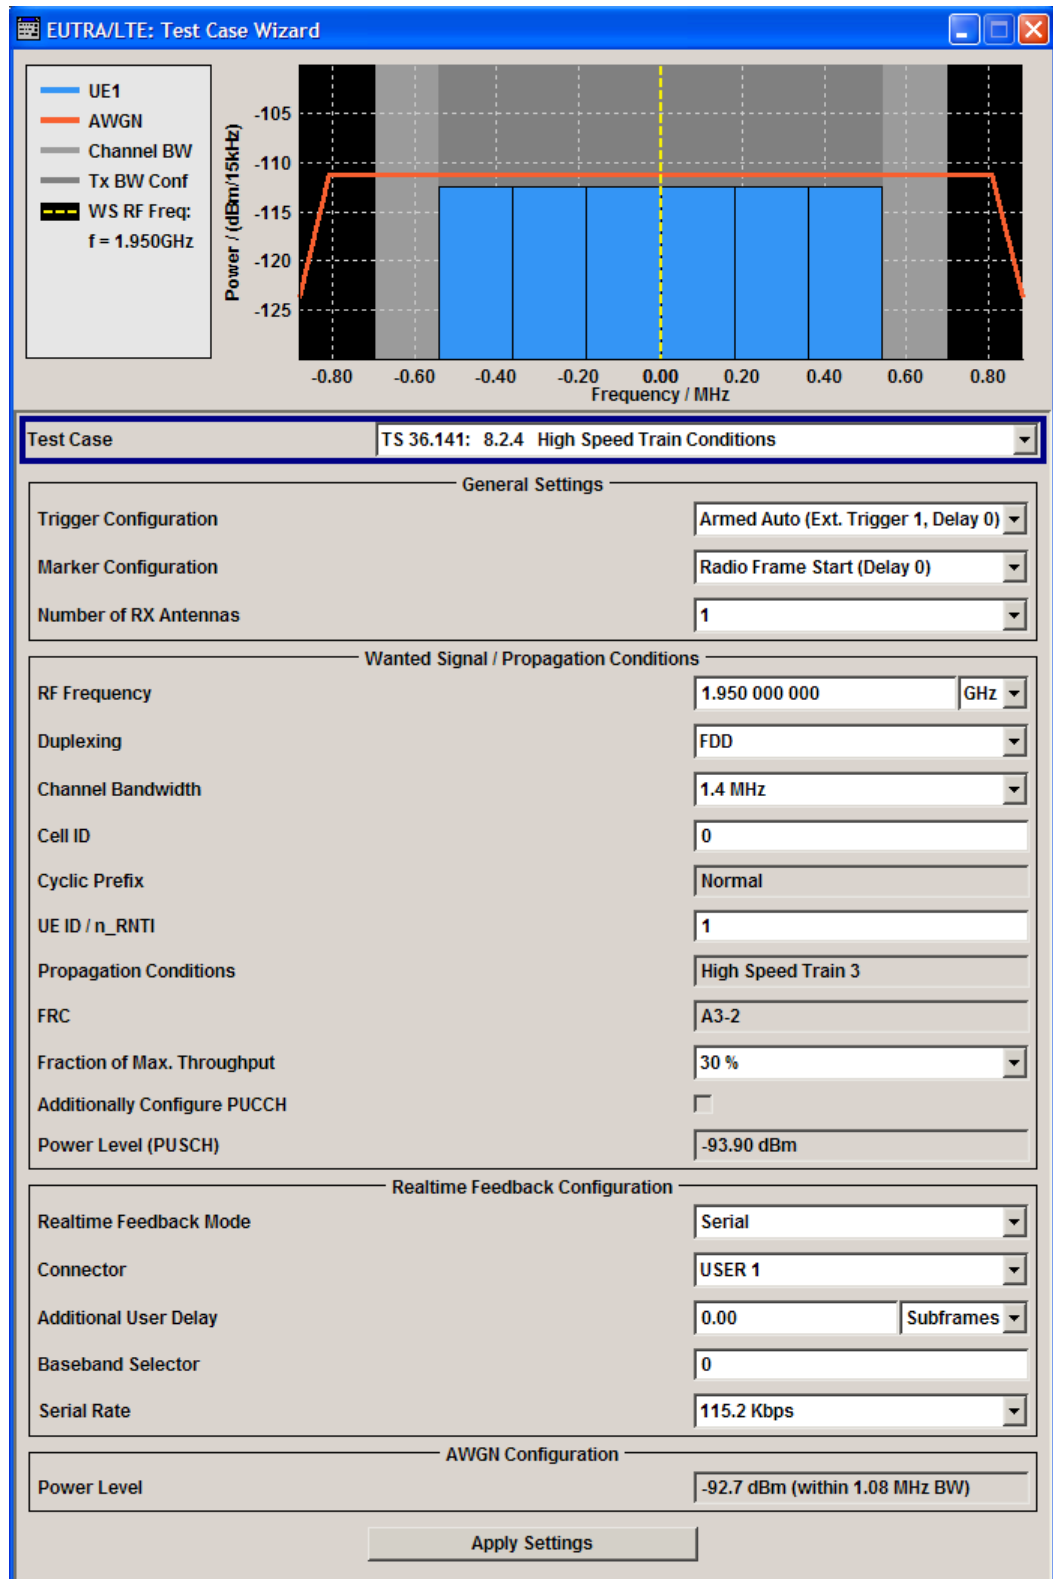 EUTRA/LTE: Test Case Wizard
UE1
AWGN
Channel BW
Tx BW Conf
WS RF Freq:
f = 1.950GHz
Power / (dBm/15kHz)
-105
-110
-115
-120
-125
-0.80 -0.60 -0.40 -0.20 0.00 0.20 0.40 0.60 0.80
Frequency / MHz
Test Case TS 36.141: 8.2.4 High Speed Train Conditions
General Settings
Trigger Configuration Armed Auto (Ext. Trigger 1, Delay 0)
Marker Configuration Radio Frame Start (Delay 0)
Number of RX Antennas 1
Wanted Signal / Propagation Conditions
RF Frequency 1.950 000 000 GHz
Duplexing FDD
Channel Bandwidth 1.4 MHz
Cell ID 0
Cyclic Prefix Normal
UE ID / n_RNTI 1
Propagation Conditions High Speed Train 3
FRC A3-2
Fraction of Max. Throughput 30 %
Additionally Configure PUCCH
Power Level (PUSCH) -93.90 dBm
Realtime Feedback Configuration
Realtime Feedback Mode Serial
Connector USER 1
Additional User Delay 0.00 Subframes
Baseband Selector 0
Serial Rate 115.2 Kbps
AWGN Configuration
Power Level -92.7 dBm (within 1.08 MHz BW)
Apply Settings